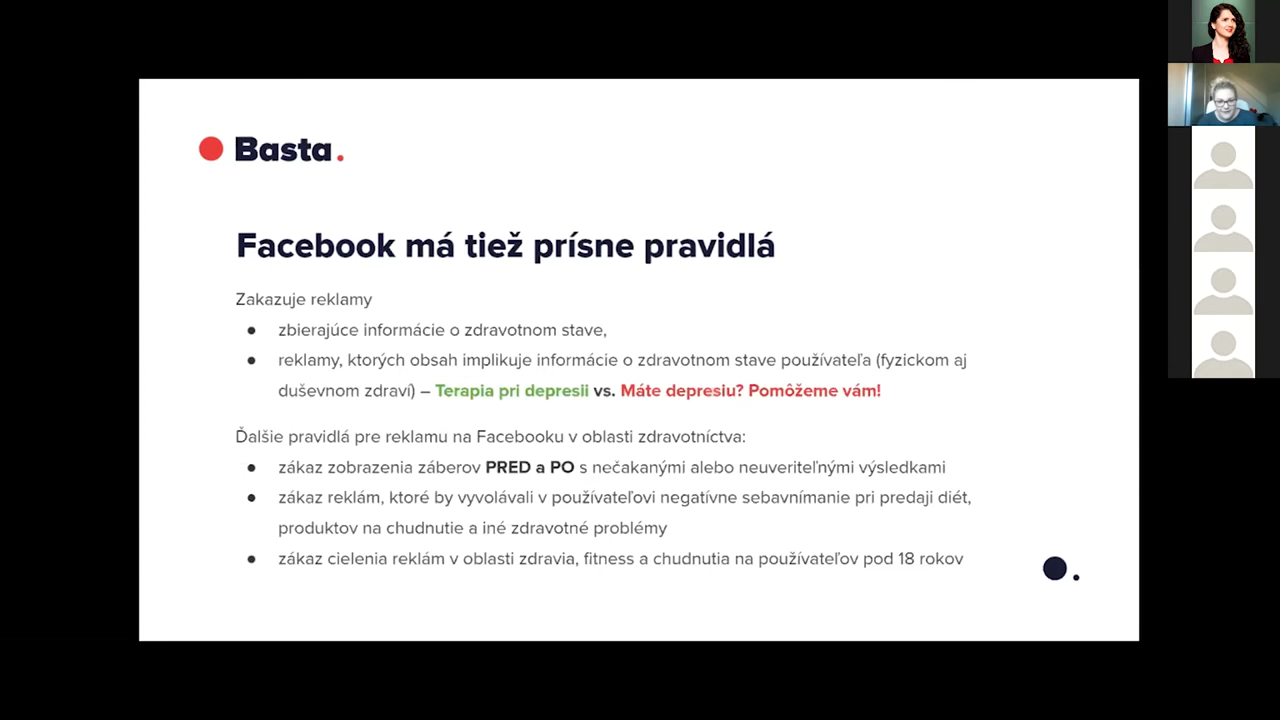 Basta.
Facebook má tiež prísne pravidlá
Zakazuje reklamy
● zbierajúce informácie o zdravotnom stave,
● reklamy, ktorých obsah implikuje informácie o zdravotnom stave používateľa (fyzickom aj
duševnom zdraví) – Terapia pri depresii vs. Máte depresiu? Pomôžeme vám!
Ďalšie pravidlá pre reklamu na Facebooku v oblasti zdravotníctva:
● zákaz zobrazenia záberov PRED a PO s nečakanými alebo neuveriteľnými výsledkami
● zákaz reklám, ktoré by vyvolávali v používateľovi negatívne sebavnímanie pri predaji diét,
produktov na chudnutie a iné zdravotné problémy
● zákaz cielenia reklám v oblasti zdravia, fitness a chudnutia na používateľov pod 18 rokov